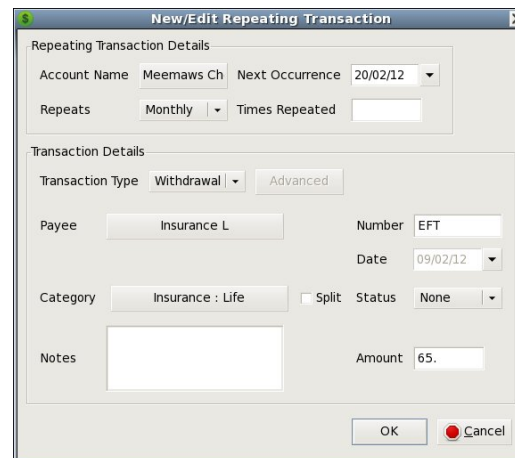 New/Edit Repeating Transaction
Repeating Transaction Details
Account Name Meemaws Ch Next Occurrence 20/02/12
Repeats Monthly Times Repeated
Transaction Details
Transaction Type Withdrawal Advanced
Payee Insurance L Number EFT
Date 09/02/12
Category Insurance : Life Split Status None
Notes Amount 65.
OK Cancel